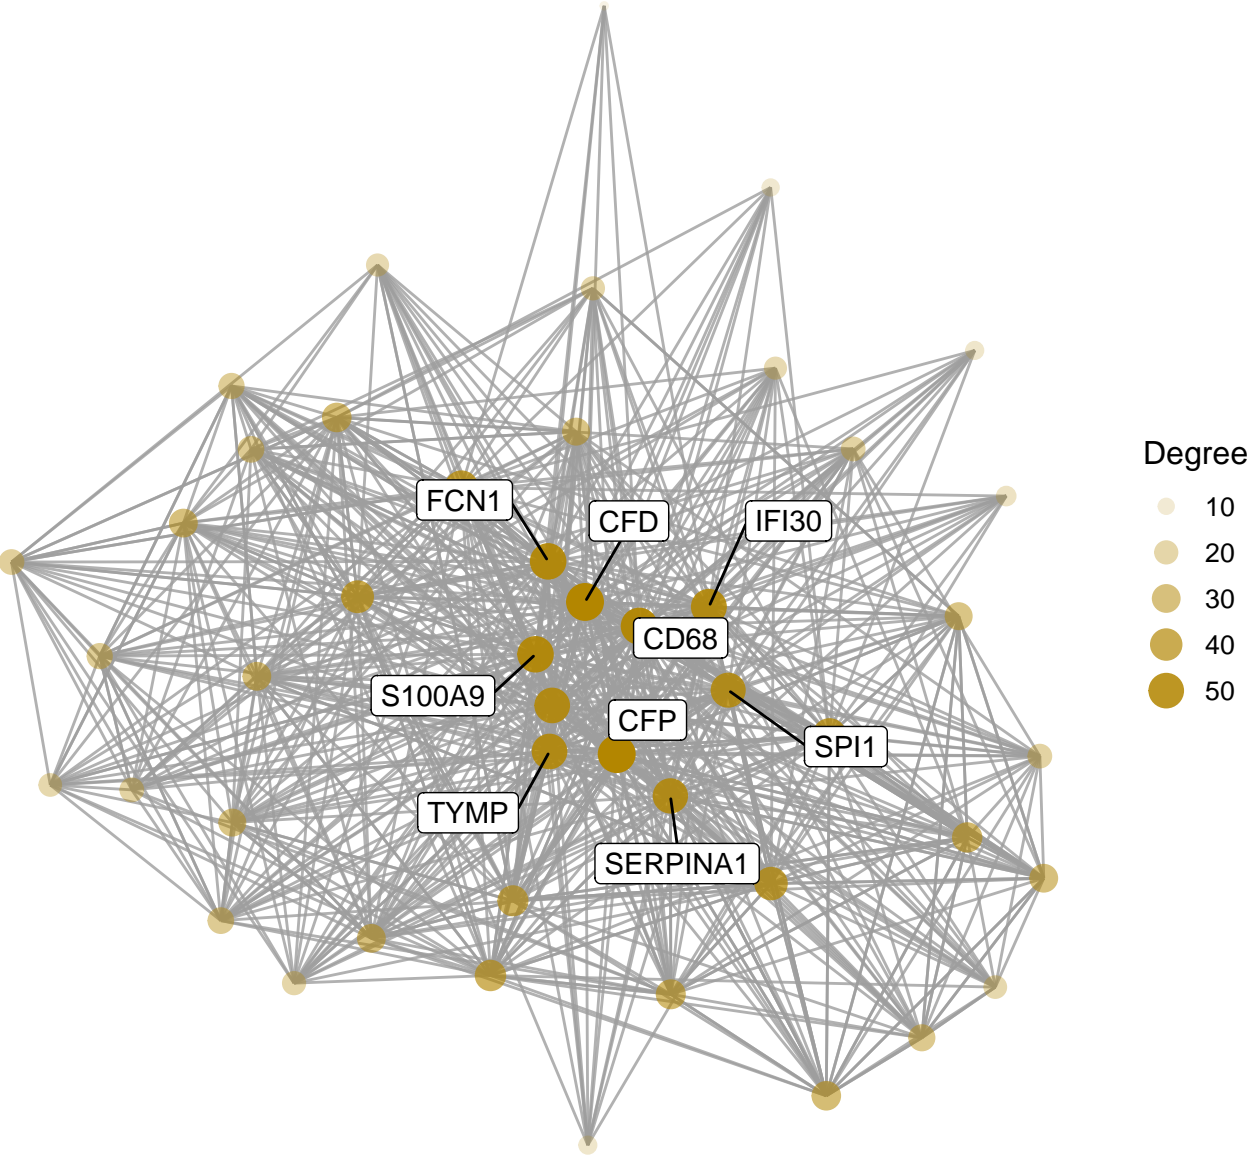 FCN1
CFD
IFI30
CD68
S100A9
CFP
SPI1
TYMP
SERPINA1
Degree
10
20
30
40
50